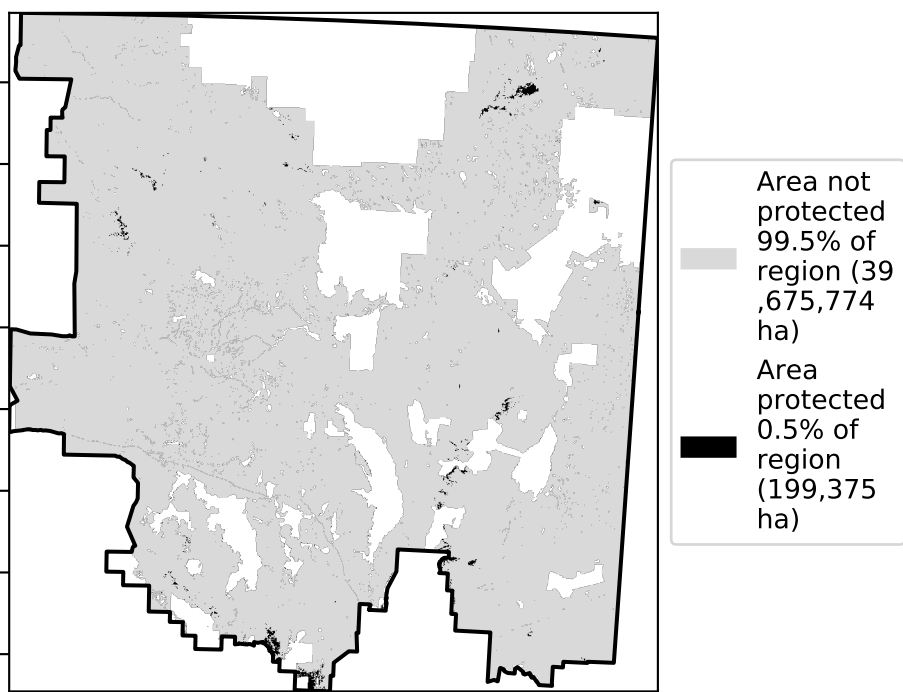 Area not
protected
99.5% of
region (39
,675,774
ha)
Area
protected
0.5% of
region
(199,375
ha)